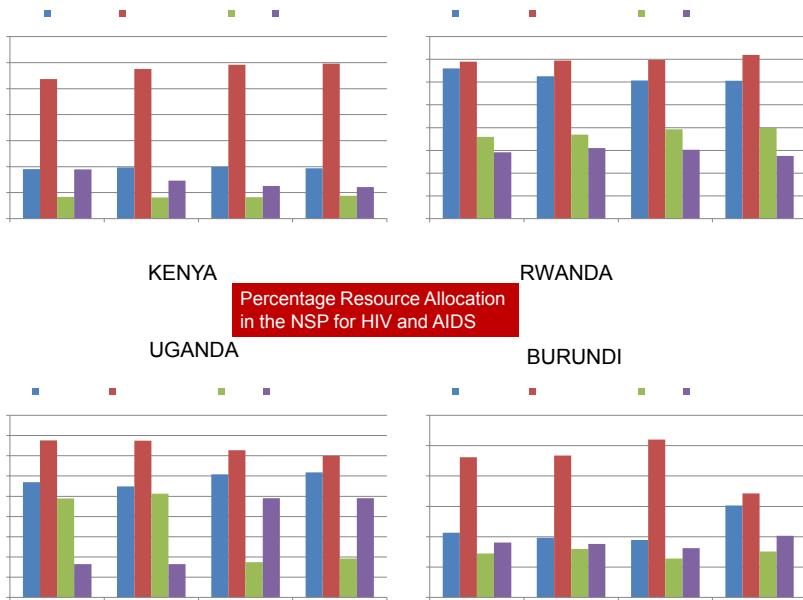 KENYA
RWANDA
Percentage Resource Allocation
in the NSP for HIV and AIDS
UGANDA
BURUNDI